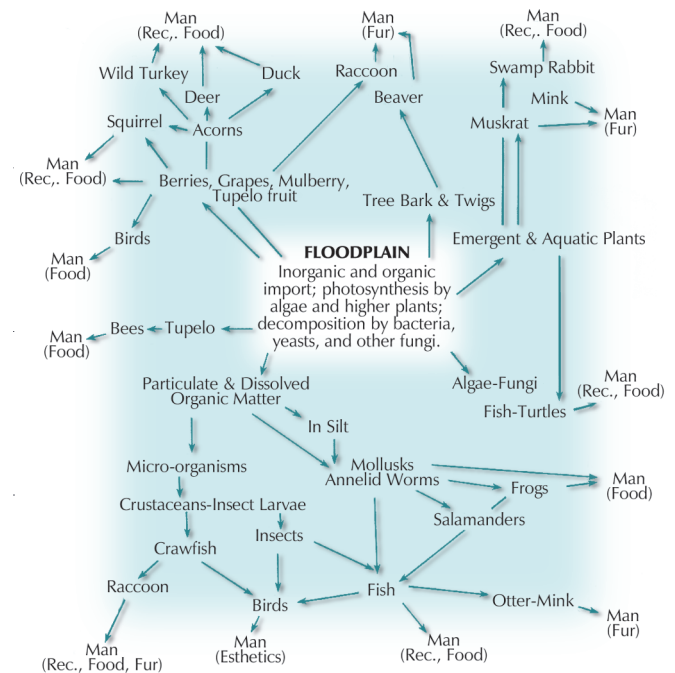 Man
(Rec,. Food)
Man
(Fur)
Man
(Rec,. Food)
Wild Turkey
Duck
Raccoon
Swamp Rabbit
Deer
Beaver
Mink
Squirrel
Acorns
Muskrat
Man
(Fur)
Man
(Rec,. Food)
Berries, Grapes, Mulberry,
Tupelo fruit
Tree Bark & Twigs
Birds
Emergent & Aquatic Plants
Man
(Food)
FLOODPLAIN
Inorganic and organic
import; photosynthesis by
algae and higher plants;
decomposition by bacteria,
yeasts, and other fungi.
Man
(Food)
Bees
Tupelo
Particulate & Dissolved
Organic Matter
Algae-Fungi
Man
(Rec., Food)
Fish-Turtles
In Silt
Micro-organisms
Mollusks
Annelid Worms
Frogs
Man
(Food)
Crustaceans-Insect Larvae
Salamanders
Insects
Crawfish
Raccoon
Birds
Fish
Otter-Mink
Man
(Fur)
Man
(Rec., Food, Fur)
Man
(Esthetics)
Man
(Rec., Food)